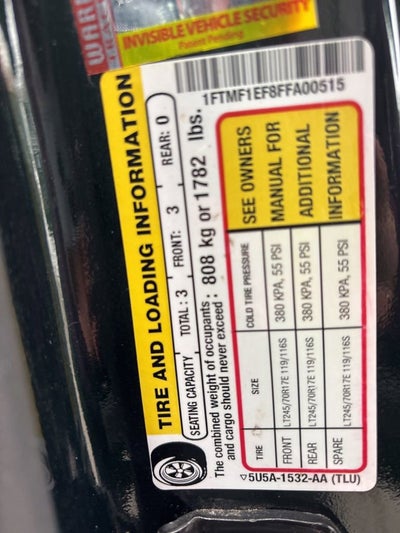 WAR
INVISIBLE VEHICLE SECURITY
Patent Pending
1FTMF1EF8FFA00515
TIRE AND LOADING INFORMATION
SEATING CAPACITY TOTAL: 3 FRONT: 3 REAR: 0
The combined weight of occupants and cargo should never exceed: 808 kg or 1782 lbs.
TIRE SIZE COLD TIRE PRESSURE
FRONT LT245/70R17E 119/116S 380 KPA, 55 PSI
REAR LT245/70R17E 119/116S 380 KPA, 55 PSI
SPARE LT245/70R17E 119/116S 380 KPA, 55 PSI
SEE OWNERS
MANUAL FOR
ADDITIONAL
INFORMATION
▽5U5A-1532-AA (TLU)